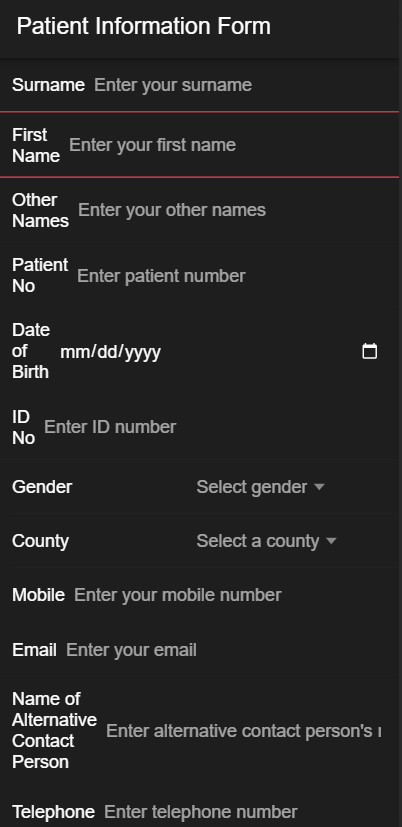 Patient Information Form
Surname Enter your surname
First
Name Enter your first name
Other
Names Enter your other names
Patient
No Enter patient number
Date
of
Birth mm/dd/yyyy
ID
No Enter ID number
Gender Select gender
County Select a county
Mobile Enter your mobile number
Email Enter your email
Name of
Alternative
Contact
Person Enter alternative contact person's
Telephone Enter telephone number